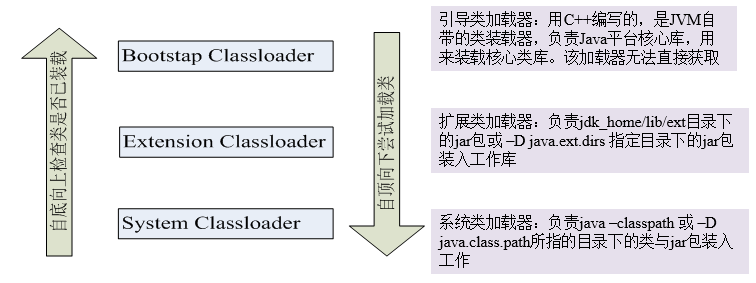 自底向上检查类是否已装载
Bootstap Classloader
Extension Classloader
System Classloader
自顶向下尝试加载类
引导类加载器：用C++编写的，是JVM自
带的类装载器，负责Java平台核心库，用
来装载核心类库。该加载器无法直接获取
扩展类加载器：负责jdk_home/lib/ext目录下
的jar包或 –D java.ext.dirs 指定目录下的jar包
装入工作库
系统类加载器：负责java –classpath 或 –D
java.class.path所指的目录下的类与jar包装入
工作